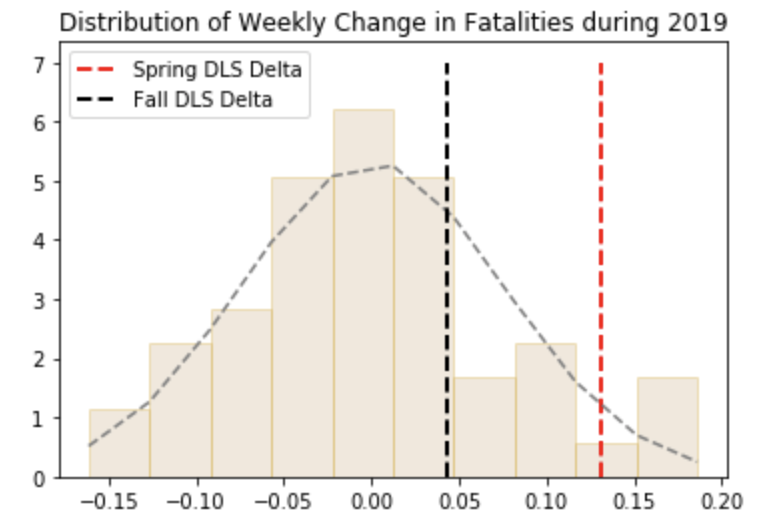 Distribution of Weekly Change in Fatalities during 2019
Spring DLS Delta
Fall DLS Delta
7
6
5
4
3
2
1
0
−0.15 −0.10 −0.05 0.00 0.05 0.10 0.15 0.20